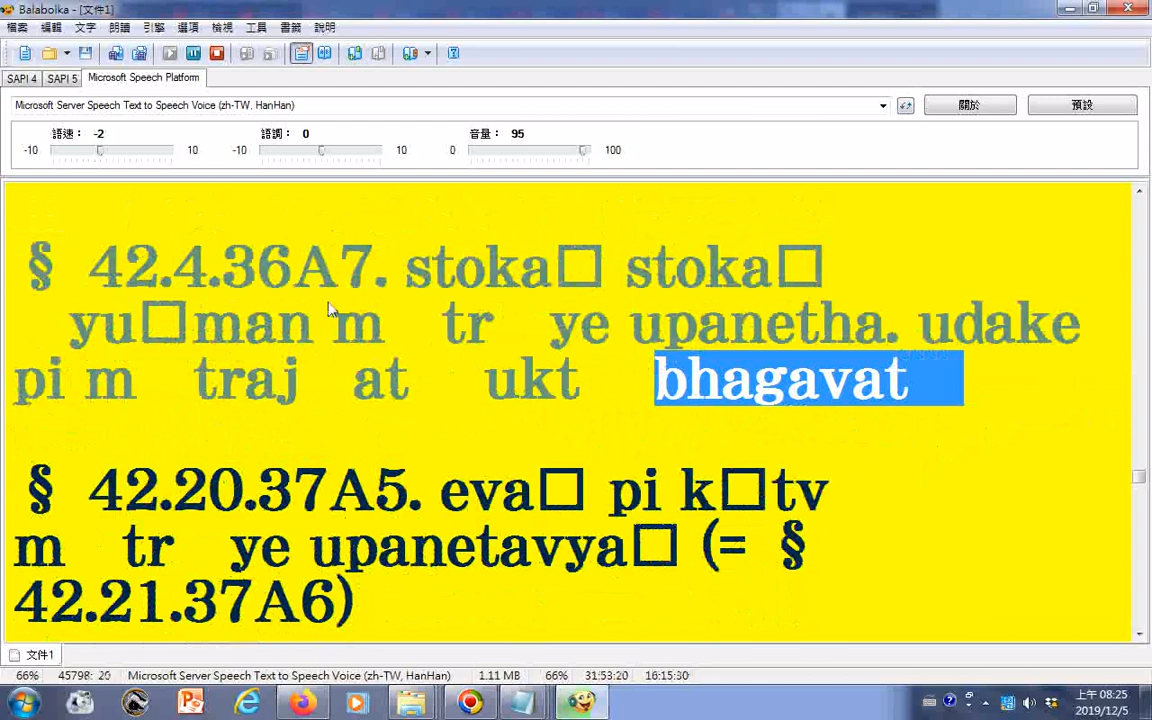 Balabolka - [文件1]
檔案 編輯 文字 朗讀 引擎 選項 檢視 工具 書籤 說明
SAPI 4 SAPI 5 Microsoft Speech Platform
Microsoft Server Speech Text to Speech Voice (zh-TW, HanHan) 關於 預設
語速： -2 語調： 0 音量： 95
-10 10 -10 10 0 100
§ 42.4.36A7. stoka□ stoka□
yu□man m tr ye upanetha. udake
pi m traj at ukt bhagavat
§ 42.20.37A5. eva□ pi k□tv
m tr ye upanetavya□ (= §
42.21.37A6)
文件1
66% 45798: 20 Microsoft Server Speech Text to Speech Voice (zh-TW, HanHan) 1.11 MB 66% 31:53:20 16:15:30
上午 08:25
2019/12/5